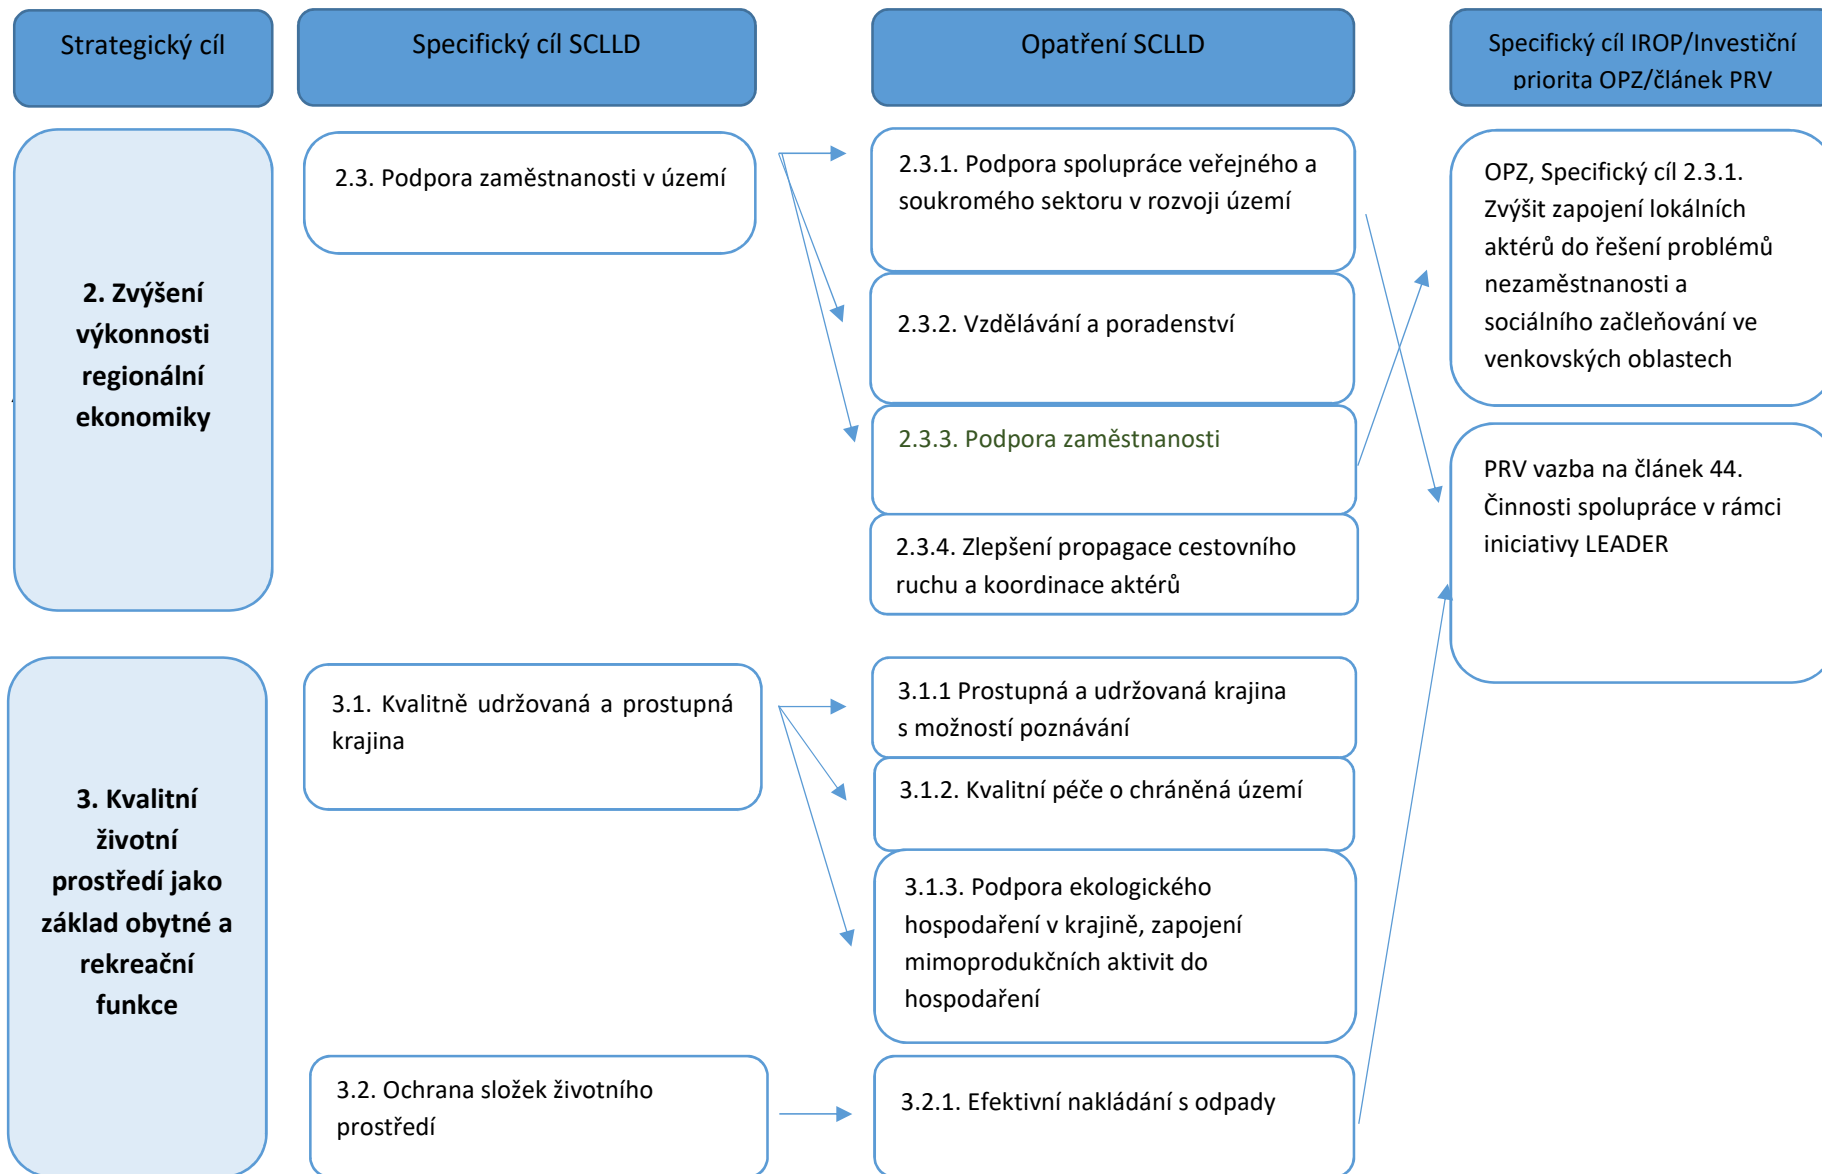 Strategický cíl
Specifický cíl SCLLD
Opatření SCLLD
Specifický cíl IROP/Investiční
priorita OPZ/článek PRV
2. Zvýšení
výkonnosti
regionální
ekonomiky
2.3. Podpora zaměstnanosti v území
2.3.1. Podpora spolupráce veřejného a
soukromého sektoru v rozvoji území
2.3.2. Vzdělávání a poradenství
2.3.3. Podpora zaměstnanosti
2.3.4. Zlepšení propagace cestovního
ruchu a koordinace aktérů
OPZ, Specifický cíl 2.3.1.
Zvýšit zapojení lokálních
aktérů do řešení problémů
nezaměstnanosti a
sociálního začleňování ve
venkovských oblastech
PRV vazba na článek 44.
Činnosti spolupráce v rámci
iniciativy LEADER
3. Kvalitní
životní
prostředí jako
základ obytné a
rekreační
funkce
3.1. Kvalitně udržovaná a prostupná
krajina
3.1.1 Prostupná a udržovaná krajina
s možností poznávání
3.1.2. Kvalitní péče o chráněná území
3.1.3. Podpora ekologického
hospodaření v krajině, zapojení
mimoprodukčních aktivit do
hospodaření
3.2. Ochrana složek životního
prostředí
3.2.1. Efektivní nakládání s odpady